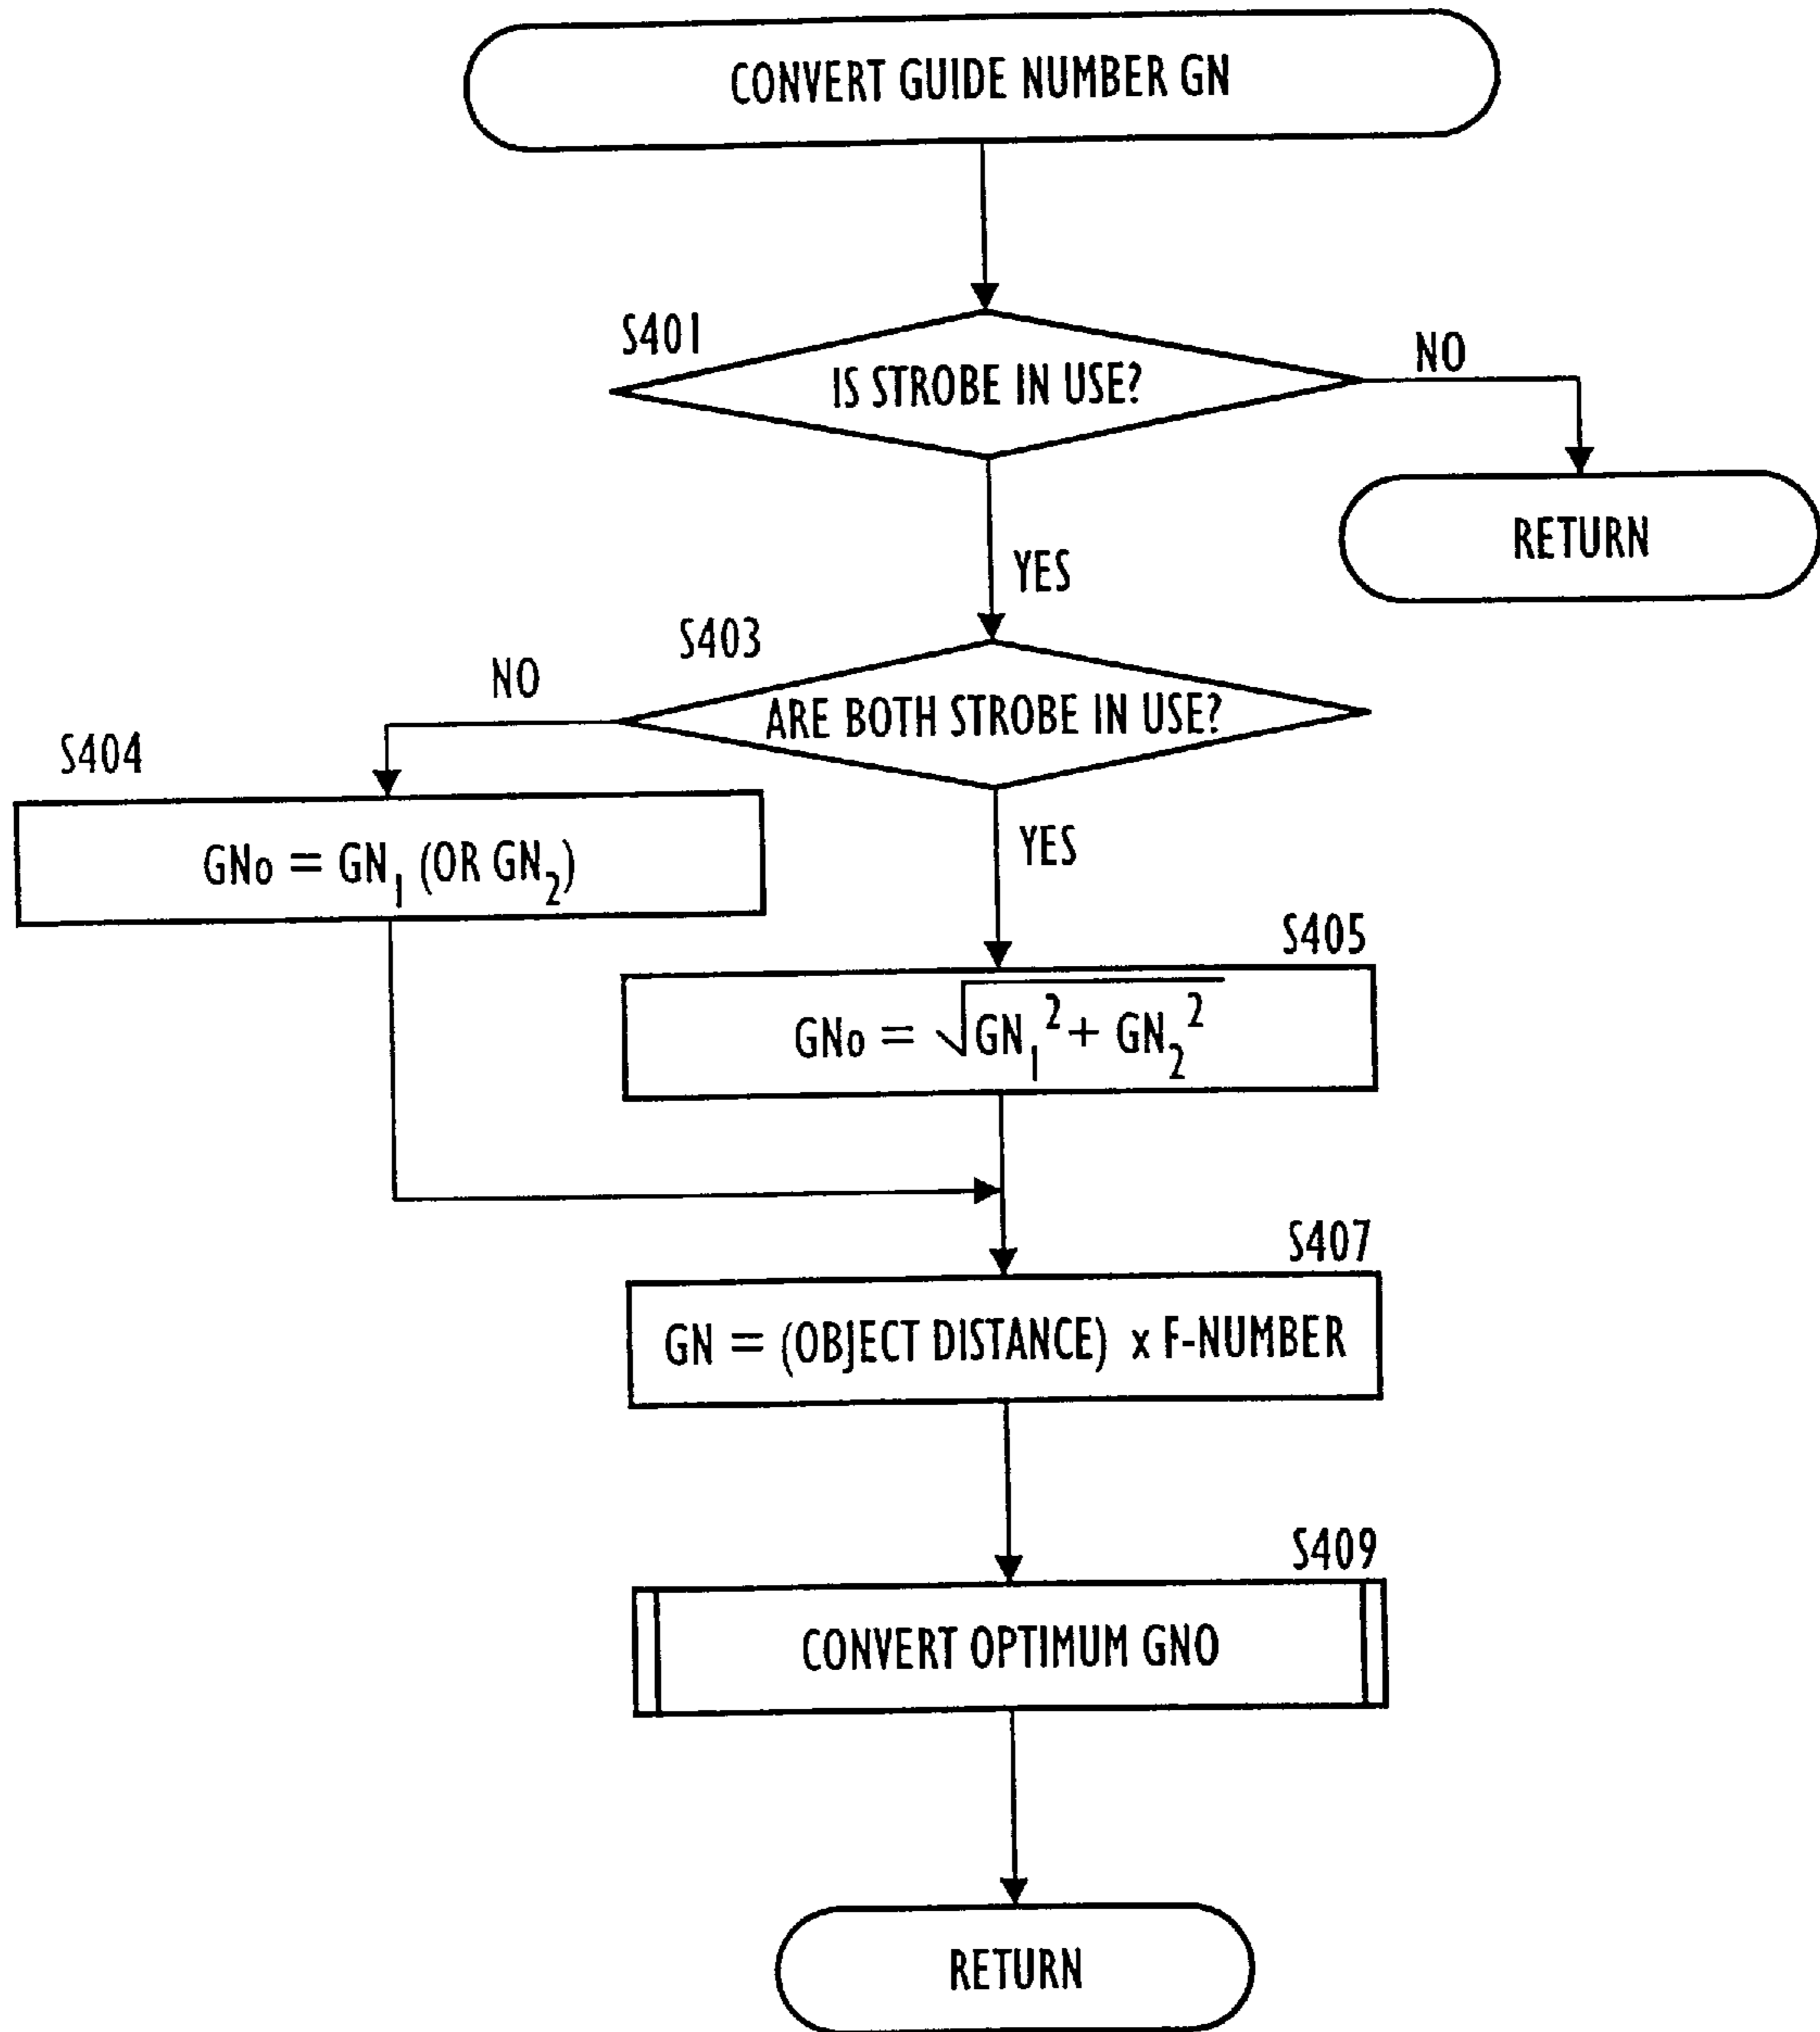 CONVERT GUIDE NUMBER GN
S401
IS STROBE IN USE?
NO
RETURN
YES
S403
NO
ARE BOTH STROBE IN USE?
S404
GNo = GN₁ (OR GN₂)
YES
S405
GNo = √GN₁² + GN₂²
S407
GN = (OBJECT DISTANCE) x F-NUMBER
S409
CONVERT OPTIMUM GNO
RETURN